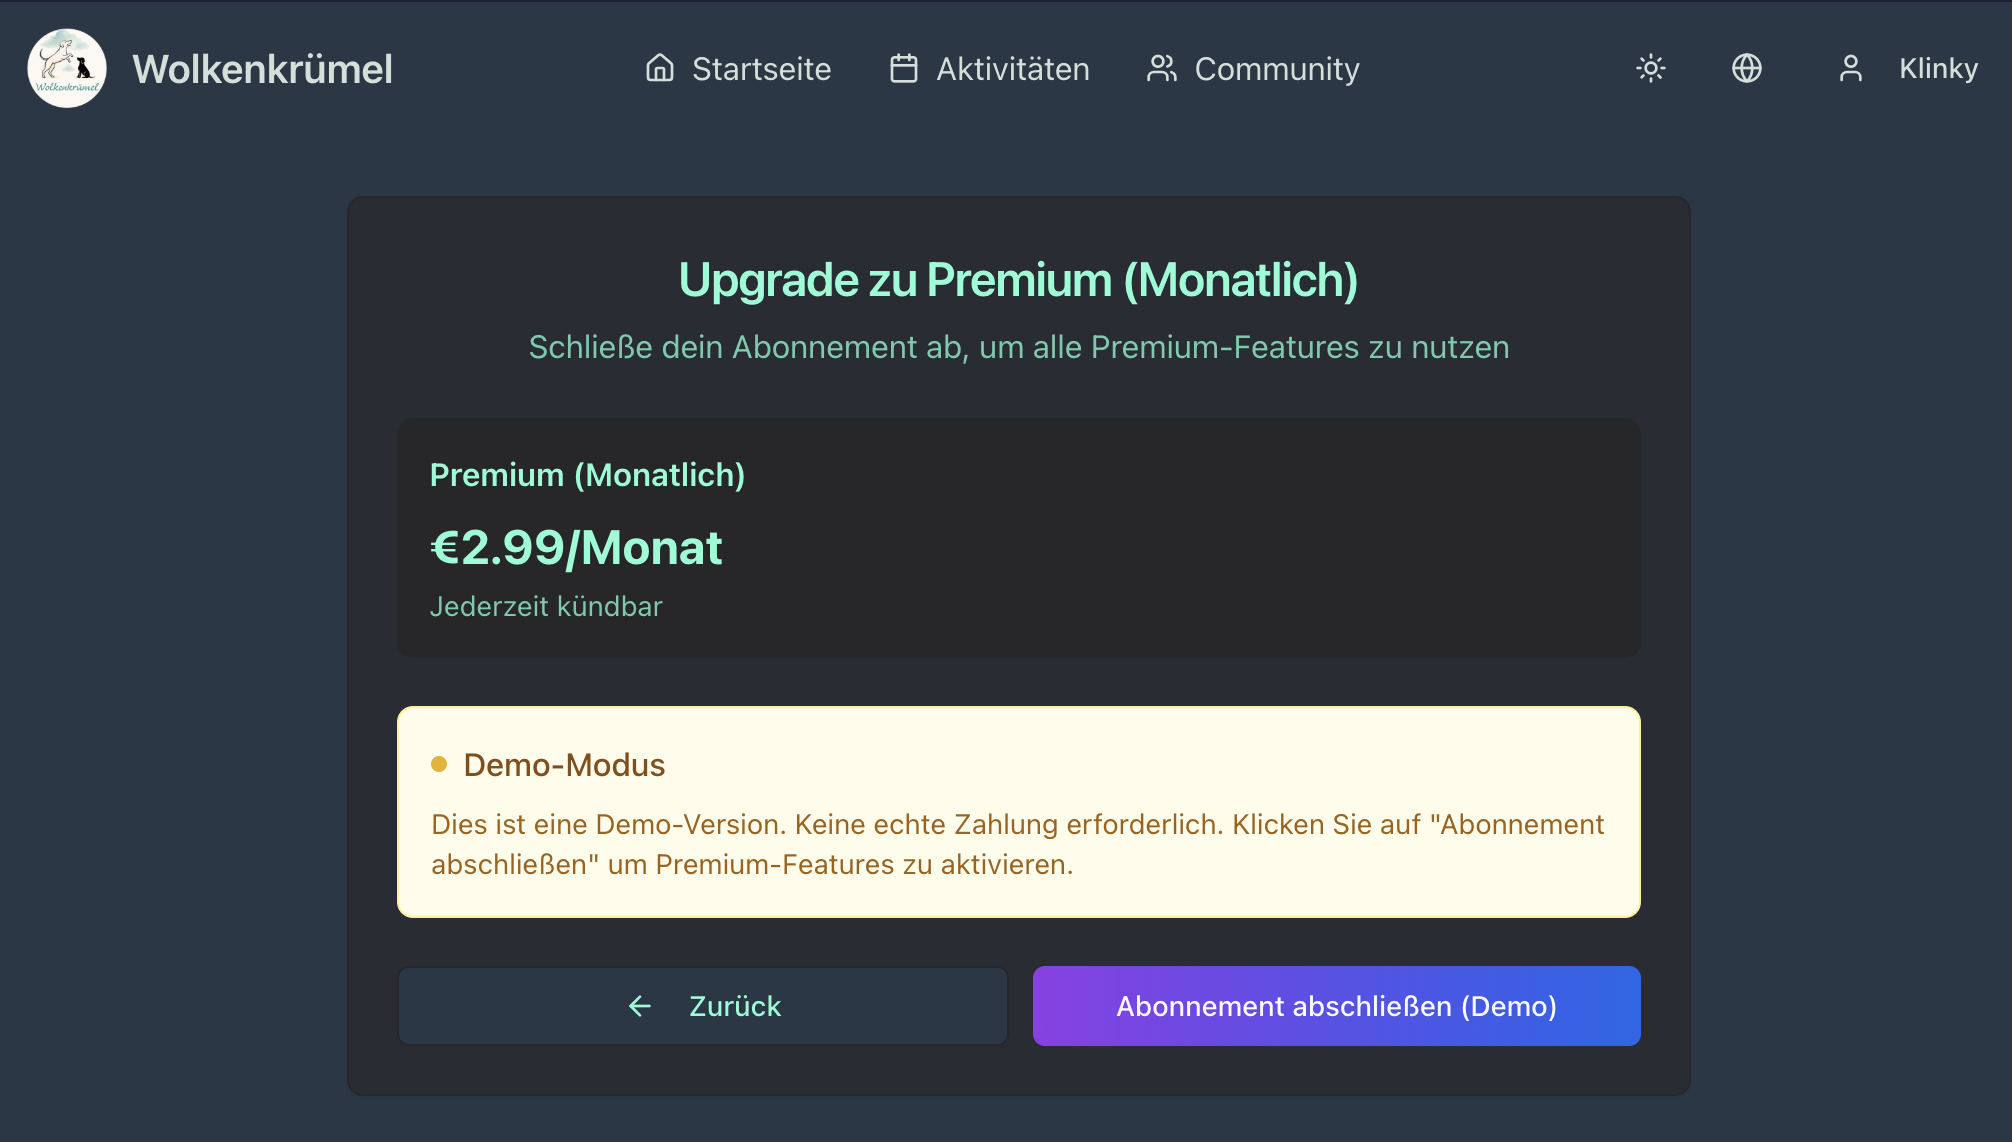 Wolkenkrümel
Wolkenkrümel
Startseite
Aktivitäten
Community
Klinky
Upgrade zu Premium (Monatlich)
Schließe dein Abonnement ab, um alle Premium-Features zu nutzen
Premium (Monatlich)
€2.99/Monat
Jederzeit kündbar
Demo-Modus
Dies ist eine Demo-Version. Keine echte Zahlung erforderlich. Klicken Sie auf "Abonnement
abschließen" um Premium-Features zu aktivieren.
Zurück
Abonnement abschließen (Demo)